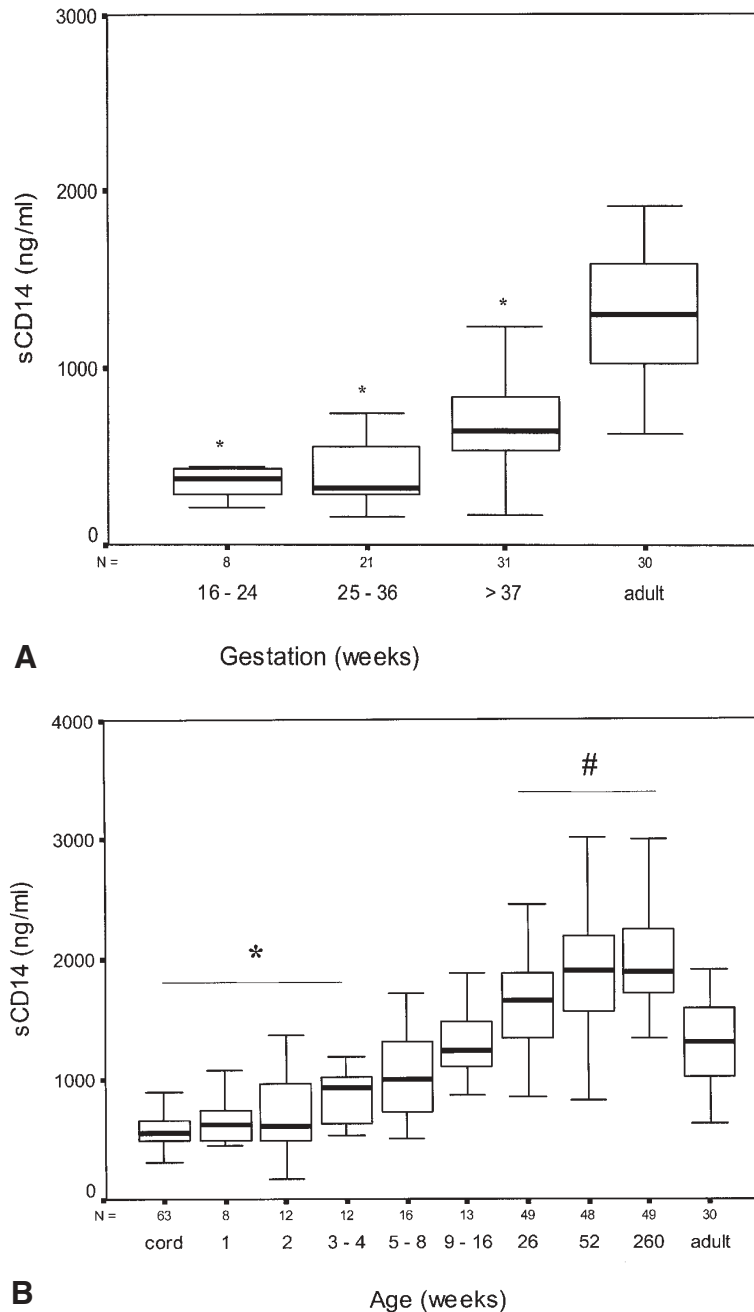 3000
2000
1000
0
sCD14 (ng/ml)
*
*
*
N = 8 21 31 30
16 - 24 25 - 36 > 37 adult
A Gestation (weeks)
4000
3000
2000
1000
0
sCD14 (ng/ml)
*
#
N = 63 8 12 12 16 13 49 48 49 30
cord 1 2 3 - 4 5 - 8 9 - 16 26 52 260 adult
B Age (weeks)